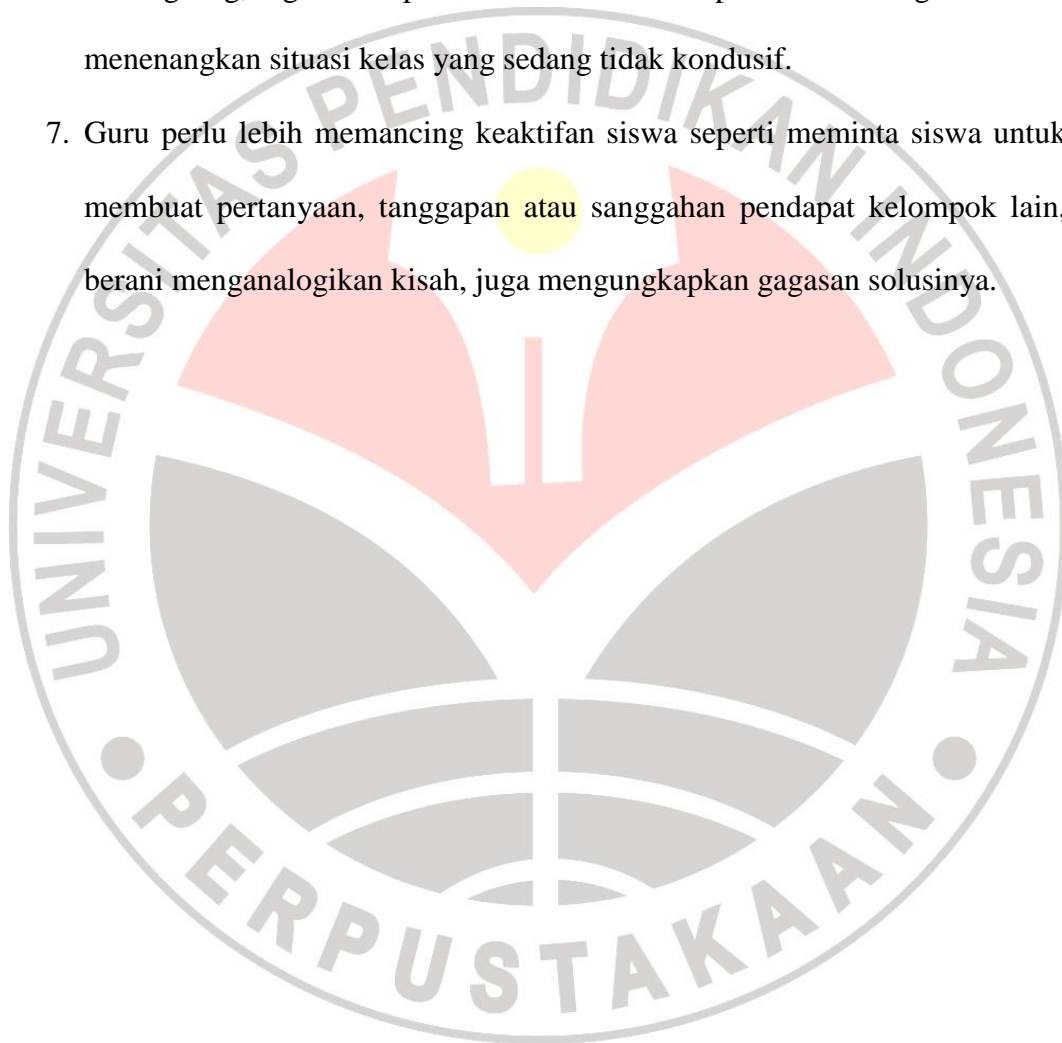 menenangkan situasi kelas yang sedang tidak kondusif.
7. Guru perlu lebih memancing keaktifan siswa seperti meminta siswa untuk
membuat pertanyaan, tanggapan atau sanggahan pendapat kelompok lain,
berani menganalogikan kisah, juga mengungkapkan gagasan solusinya.
UNIVERSITAS PENDIDIKAN INDONESIA
PERPUSTAKAAN